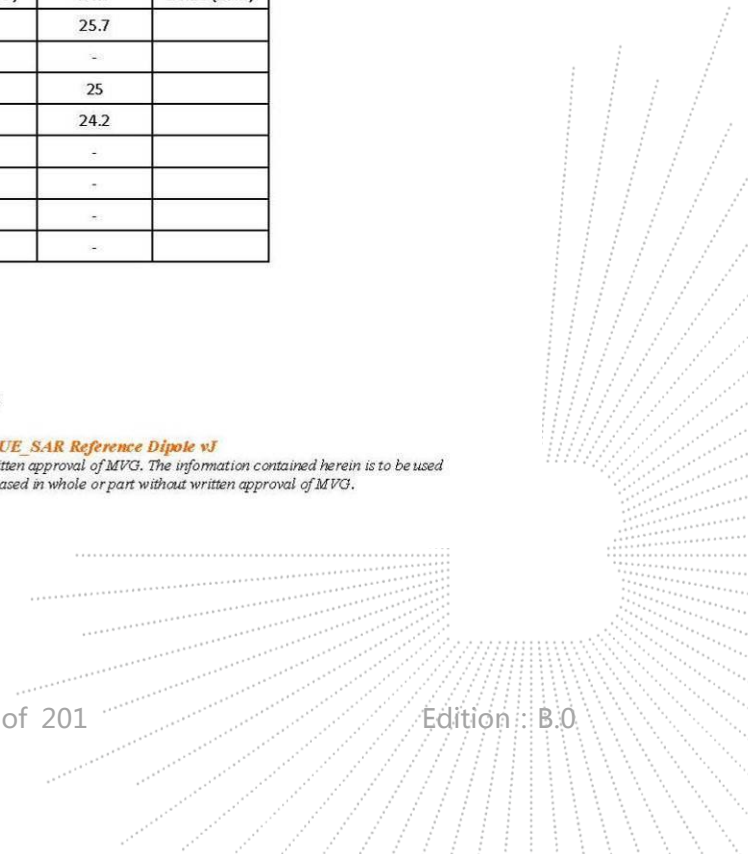 25.7
-
25
24.2
-
-
-
-
UE_SAR Reference Dipole vJ
tten approval of MVG. The information contained herein is to be used
ased in whole or part without written approval of MVG.
of 201
Edition : B.0